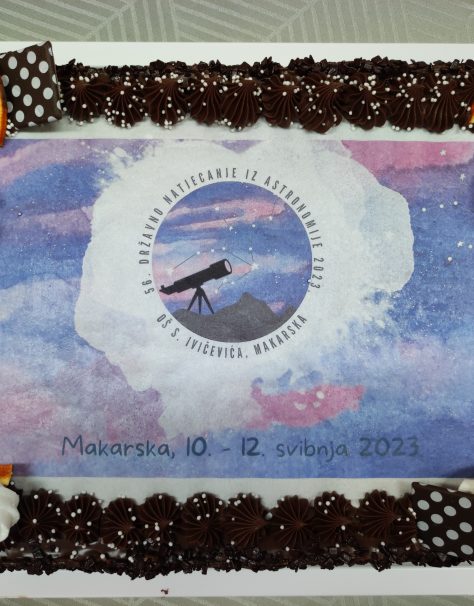 56. DRŽAVNO NATJECANJE IZ ASTRONOMIJE 2023.
OŠ S. IVIČEVIĆA, MAKARSKA
Makarska, 10. - 12. svibnja 2023.